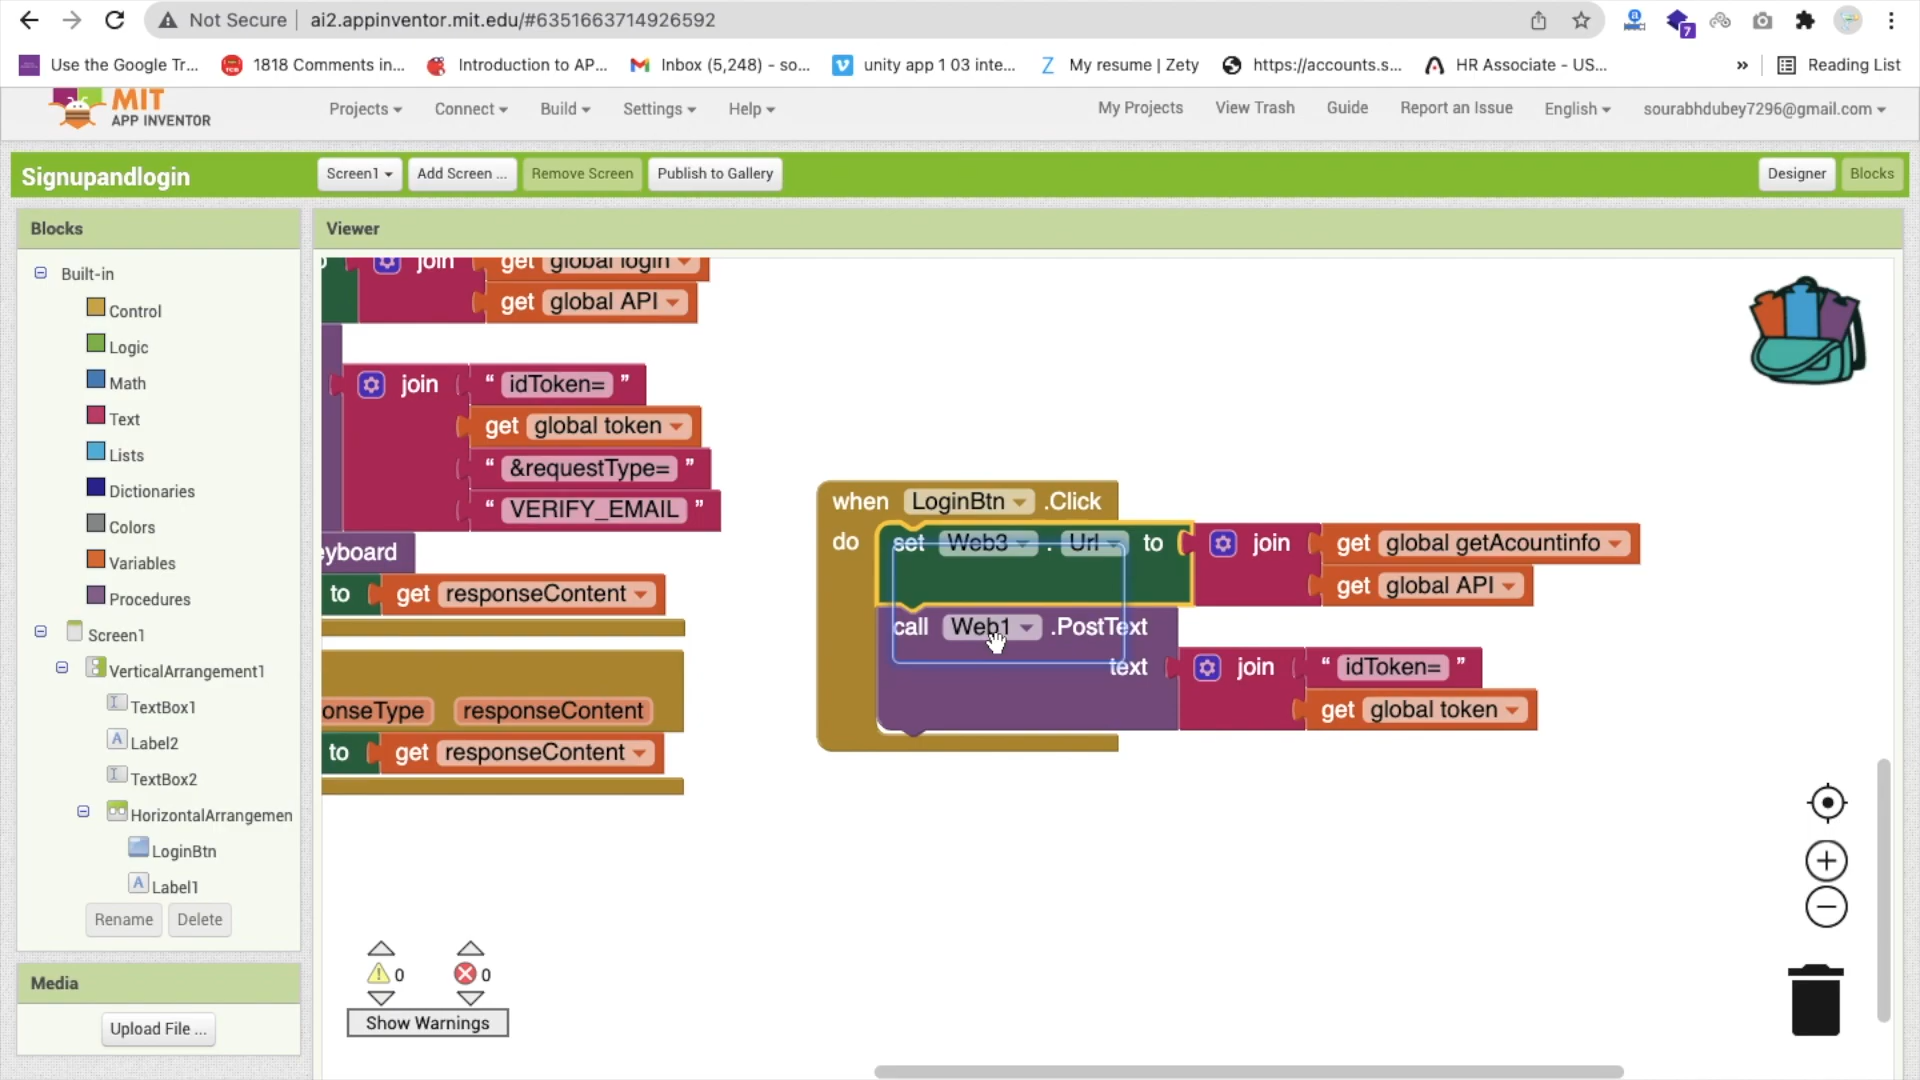 Not Secure
ai2.appinventor.mit.edu/#6351663714926592
7
Use the Google Tr...
1818 Comments in...
Introduction to AP...
Inbox (5,248) - so...
unity app 1 03 inte...
My resume | Zety
https://accounts.s...
HR Associate - US...
»
Reading List
MIT
APP INVENTOR
Projects
Connect
Build
Settings
Help
My Projects
View Trash
Guide
Report an Issue
English
sourabhdubey7296@gmail.com
Signupandlogin
Screen1
Add Screen ...
Remove Screen
Publish to Gallery
Designer
Blocks
Blocks
Viewer
Built-in
Control
Logic
Math
Text
Lists
Dictionaries
Colors
Variables
Procedures
Screen1
VerticalArrangement1
TextBox1
Label2
TextBox2
HorizontalArrangemen
LoginBtn
Label1
Rename
Delete
Media
Upload File ...
join
get global login
get global API
join
“ idToken= ”
get global token
“ &requestType= ”
“ VERIFY_EMAIL ”
eyboard
to get responseContent
onseType responseContent
to get responseContent
when LoginBtn .Click
do set Web3 . Url to join get global getAcountinfo
get global API
call Web1 .PostText
text join “ idToken= ”
get global token
0
0
Show Warnings